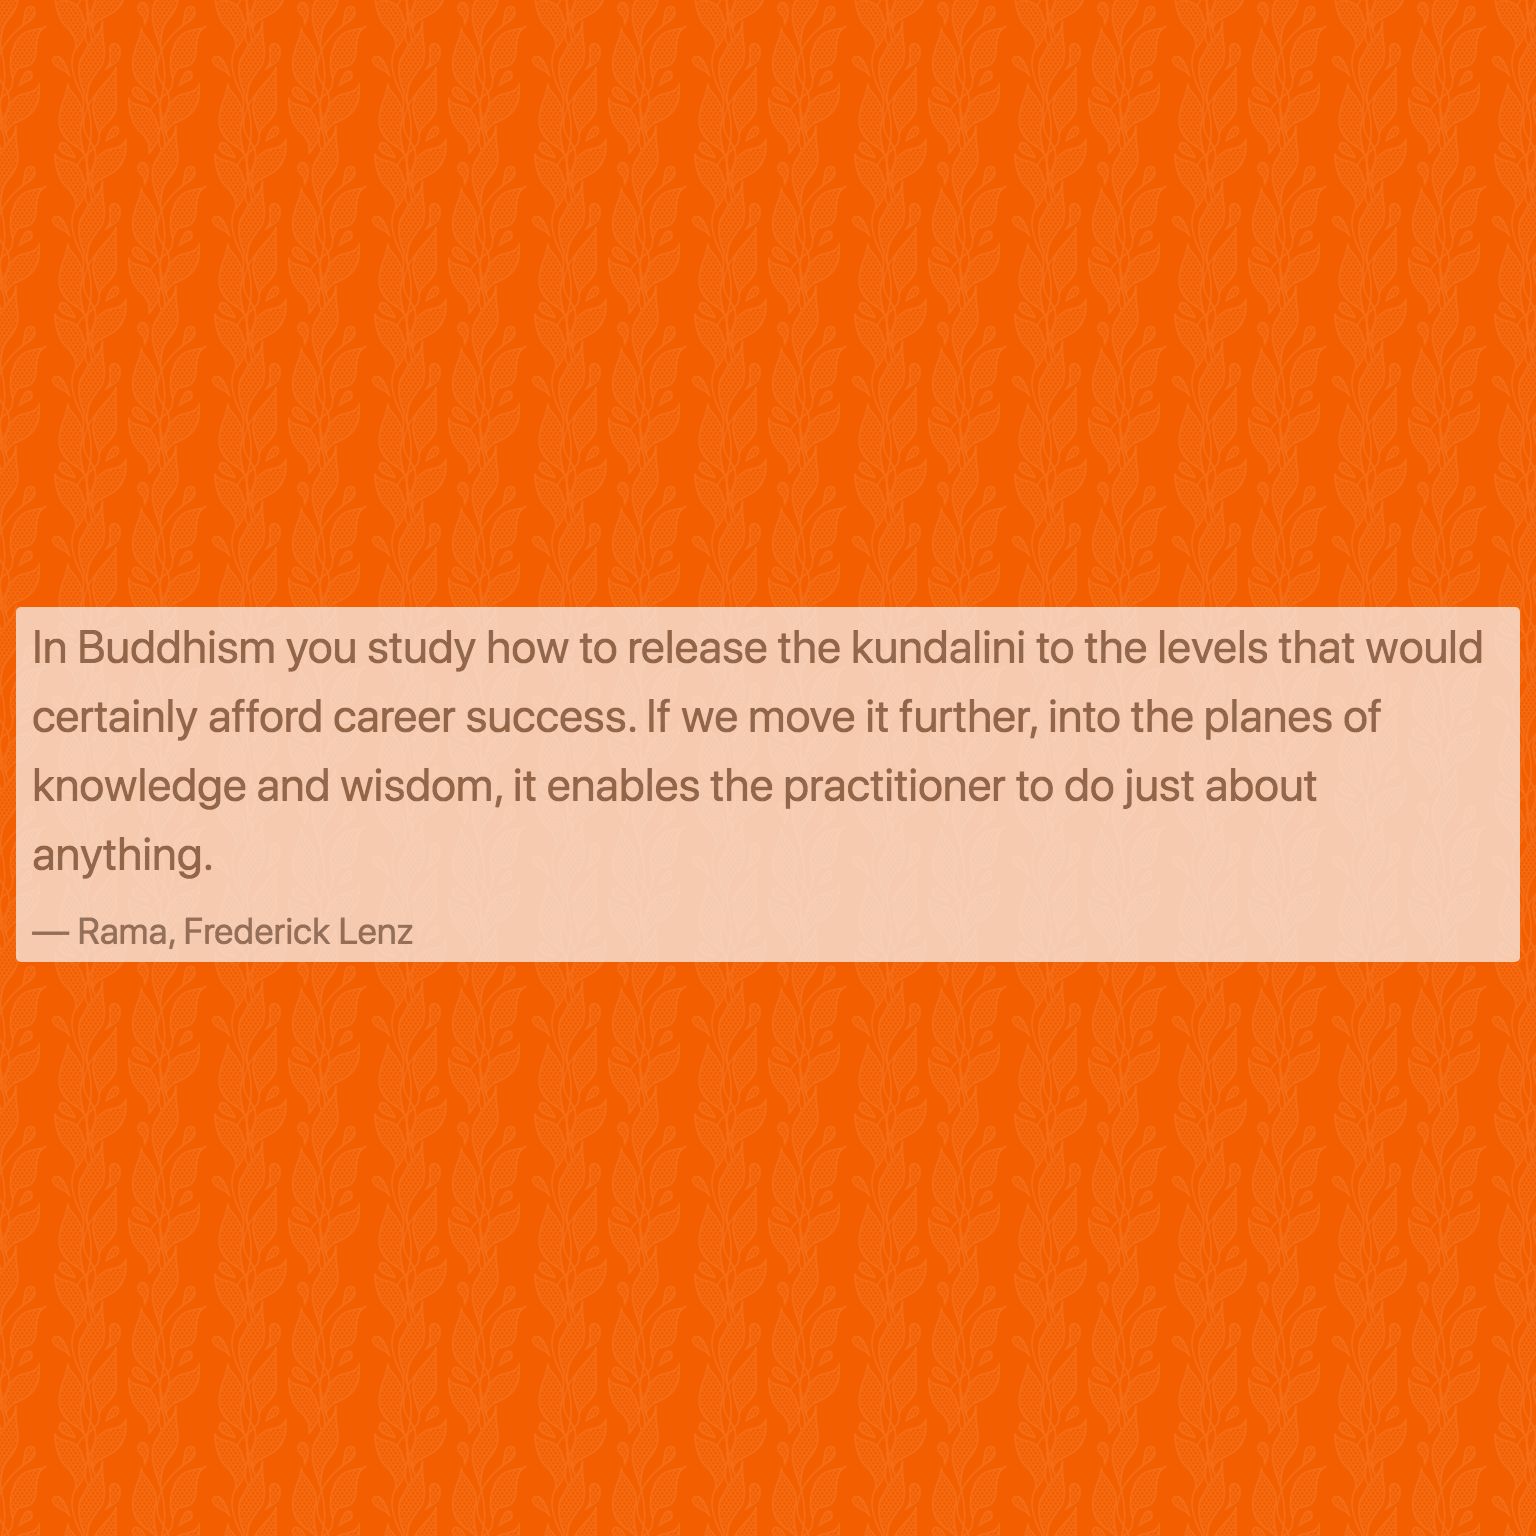 In Buddhism you study how to release the kundalini to the levels that would
certainly afford career success. If we move it further, into the planes of
knowledge and wisdom, it enables the practitioner to do just about
anything.
— Rama, Frederick Lenz